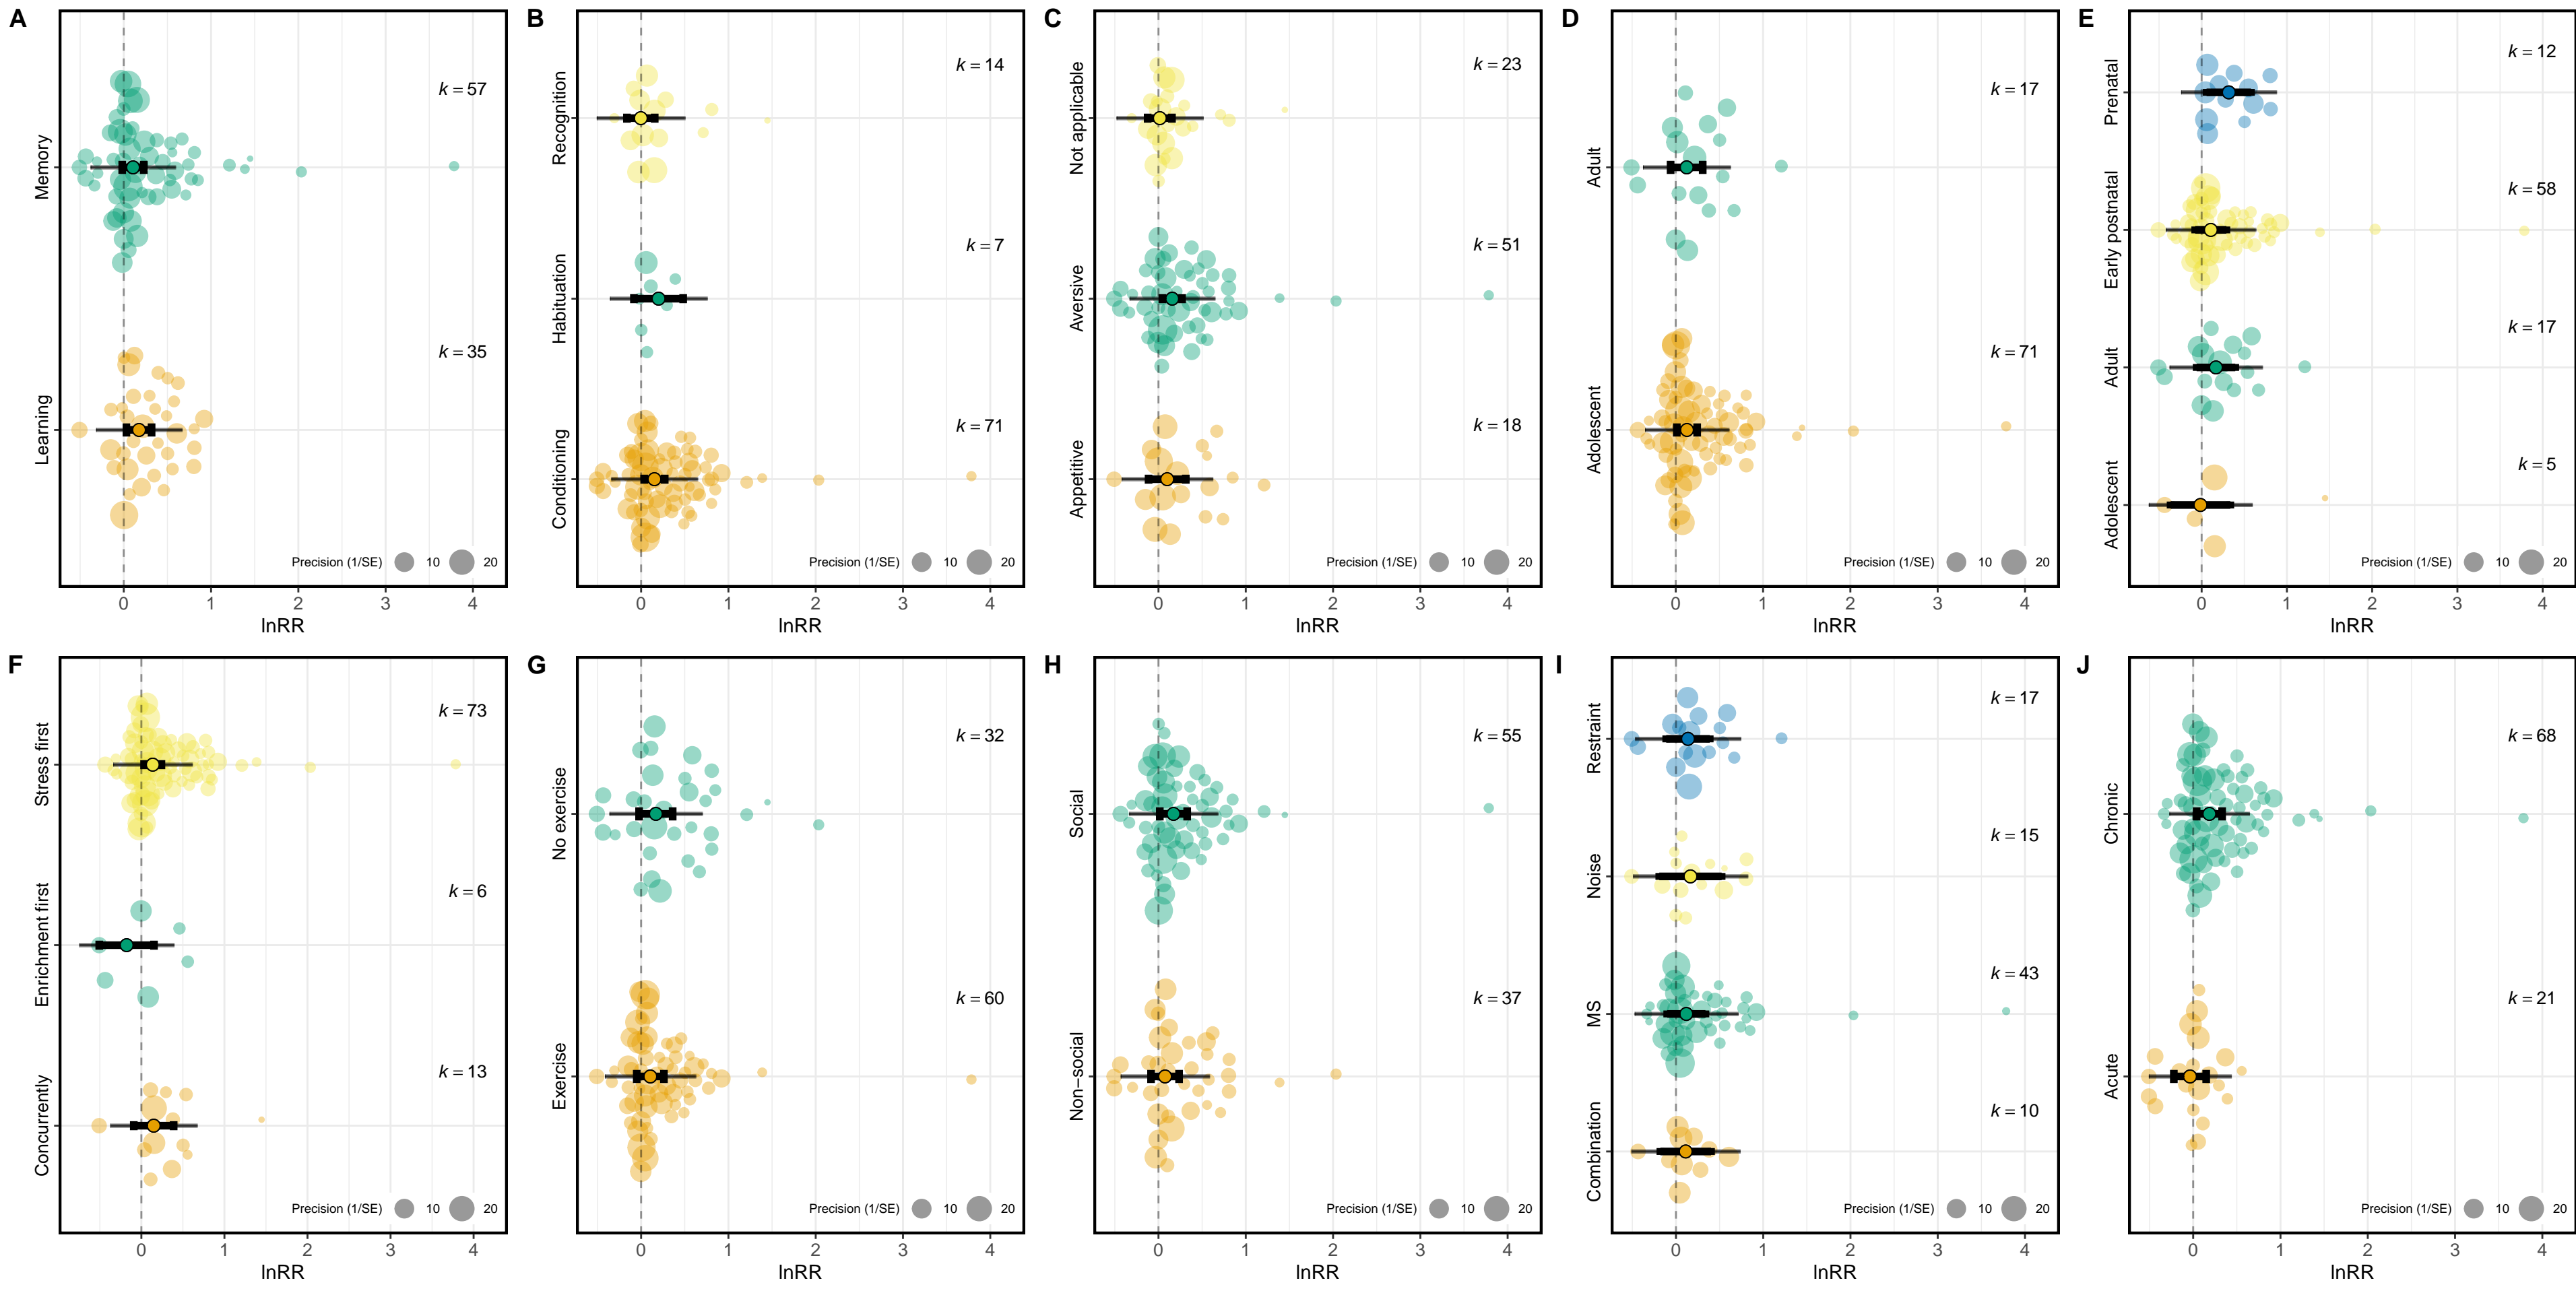 A
Memory
k = 57
Learning
k = 35
Precision (1/SE) 10 20
0 1 2 3 4
lnRR
B
Recognition
k = 14
Habituation
k = 7
Conditioning
k = 71
Precision (1/SE) 10 20
0 1 2 3 4
lnRR
C
Not applicable
k = 23
Aversive
k = 51
Appetitive
k = 18
Precision (1/SE) 10 20
0 1 2 3 4
lnRR
D
Adult
k = 17
Adolescent
k = 71
Precision (1/SE) 10 20
0 1 2 3 4
lnRR
E
Prenatal
k = 12
Early postnatal
k = 58
Adult
k = 17
Adolescent
k = 5
Precision (1/SE) 10 20
0 1 2 3 4
lnRR
F
Stress first
k = 73
Enrichment first
k = 6
Concurrently
k = 13
Precision (1/SE) 10 20
0 1 2 3 4
lnRR
G
No exercise
k = 32
Exercise
k = 60
Precision (1/SE) 10 20
0 1 2 3 4
lnRR
H
Social
k = 55
Non−social
k = 37
Precision (1/SE) 10 20
0 1 2 3 4
lnRR
I
Restraint
k = 17
Noise
k = 15
MS
k = 43
Combination
k = 10
Precision (1/SE) 10 20
0 1 2 3 4
lnRR
J
Chronic
k = 68
Acute
k = 21
Precision (1/SE) 10 20
0 1 2 3 4
lnRR